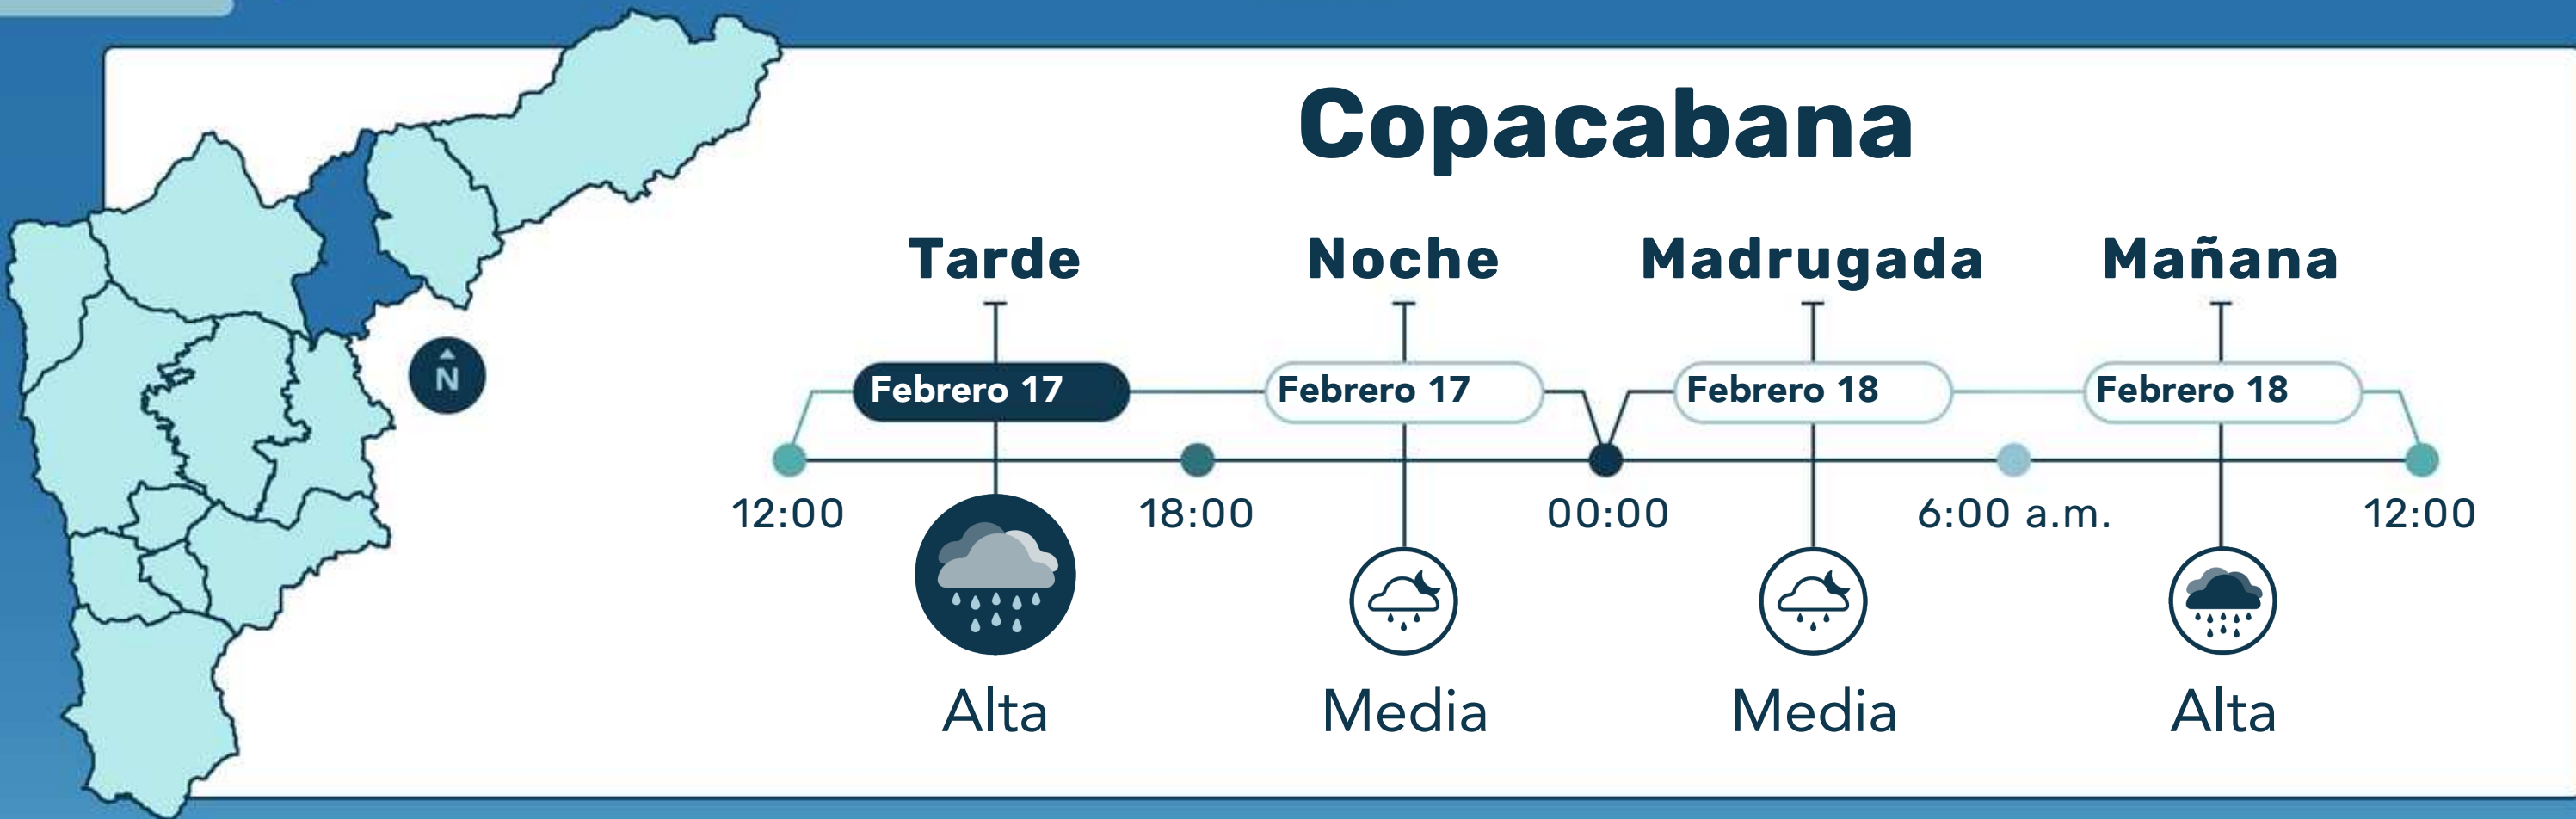 Copacabana
Tarde
Noche
Madrugada
Mañana
Febrero 17
Febrero 17
Febrero 18
Febrero 18
N
12:00
18:00
00:00
6:00 a.m.
12:00
Alta
Media
Media
Alta